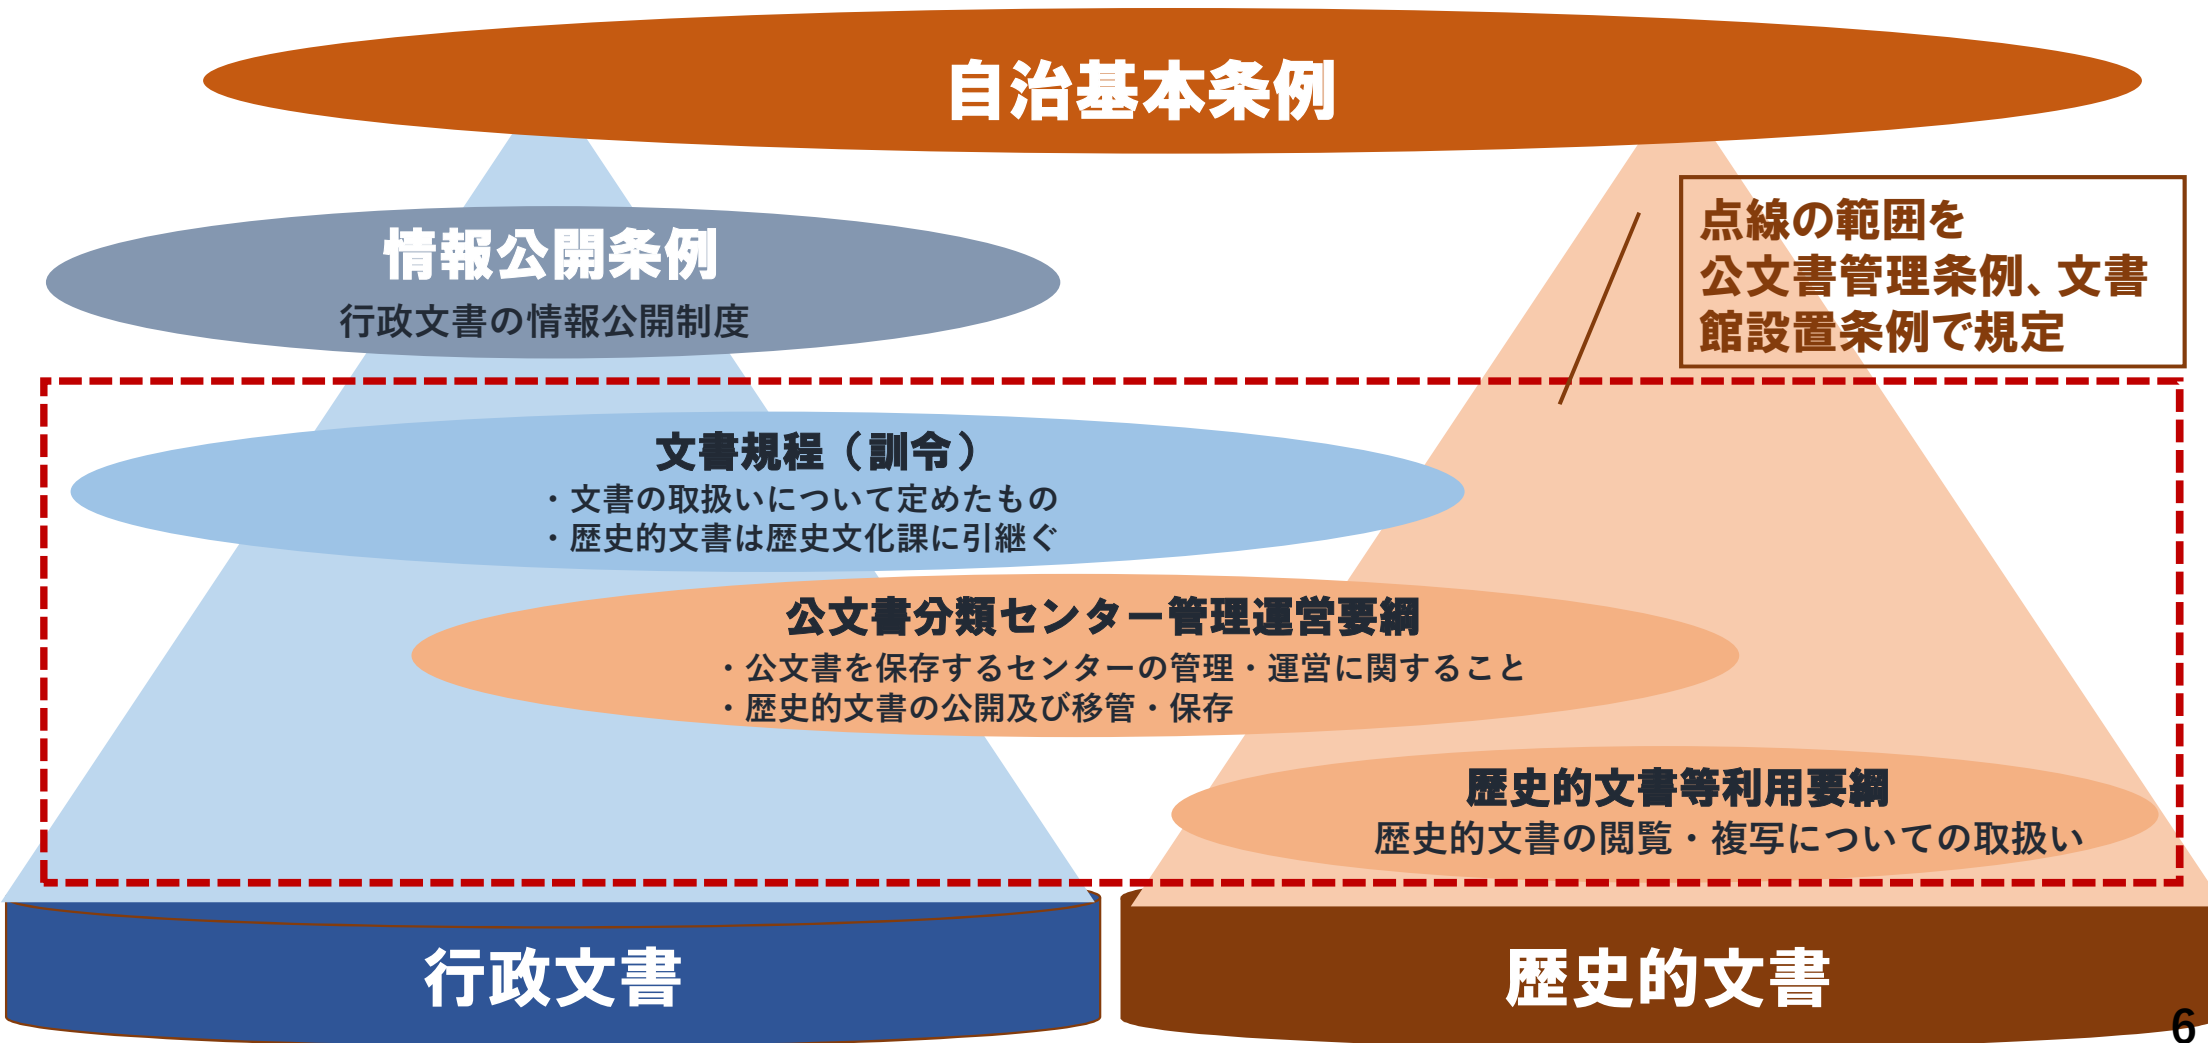 自治基本条例
情報公開条例
行政文書の情報公開制度
点線の範囲を
公文書管理条例、文書
館設置条例で規定
文書規程（訓令）
・文書の取扱いについて定めたもの
・歴史的文書は歴史文化課に引継ぐ
公文書分類センター管理運営要綱
・公文書を保存するセンターの管理・運営に関すること
・歴史的文書の公開及び移管・保存
歴史的文書等利用要綱
歴史的文書の閲覧・複写についての取扱い
行政文書
歴史的文書
6